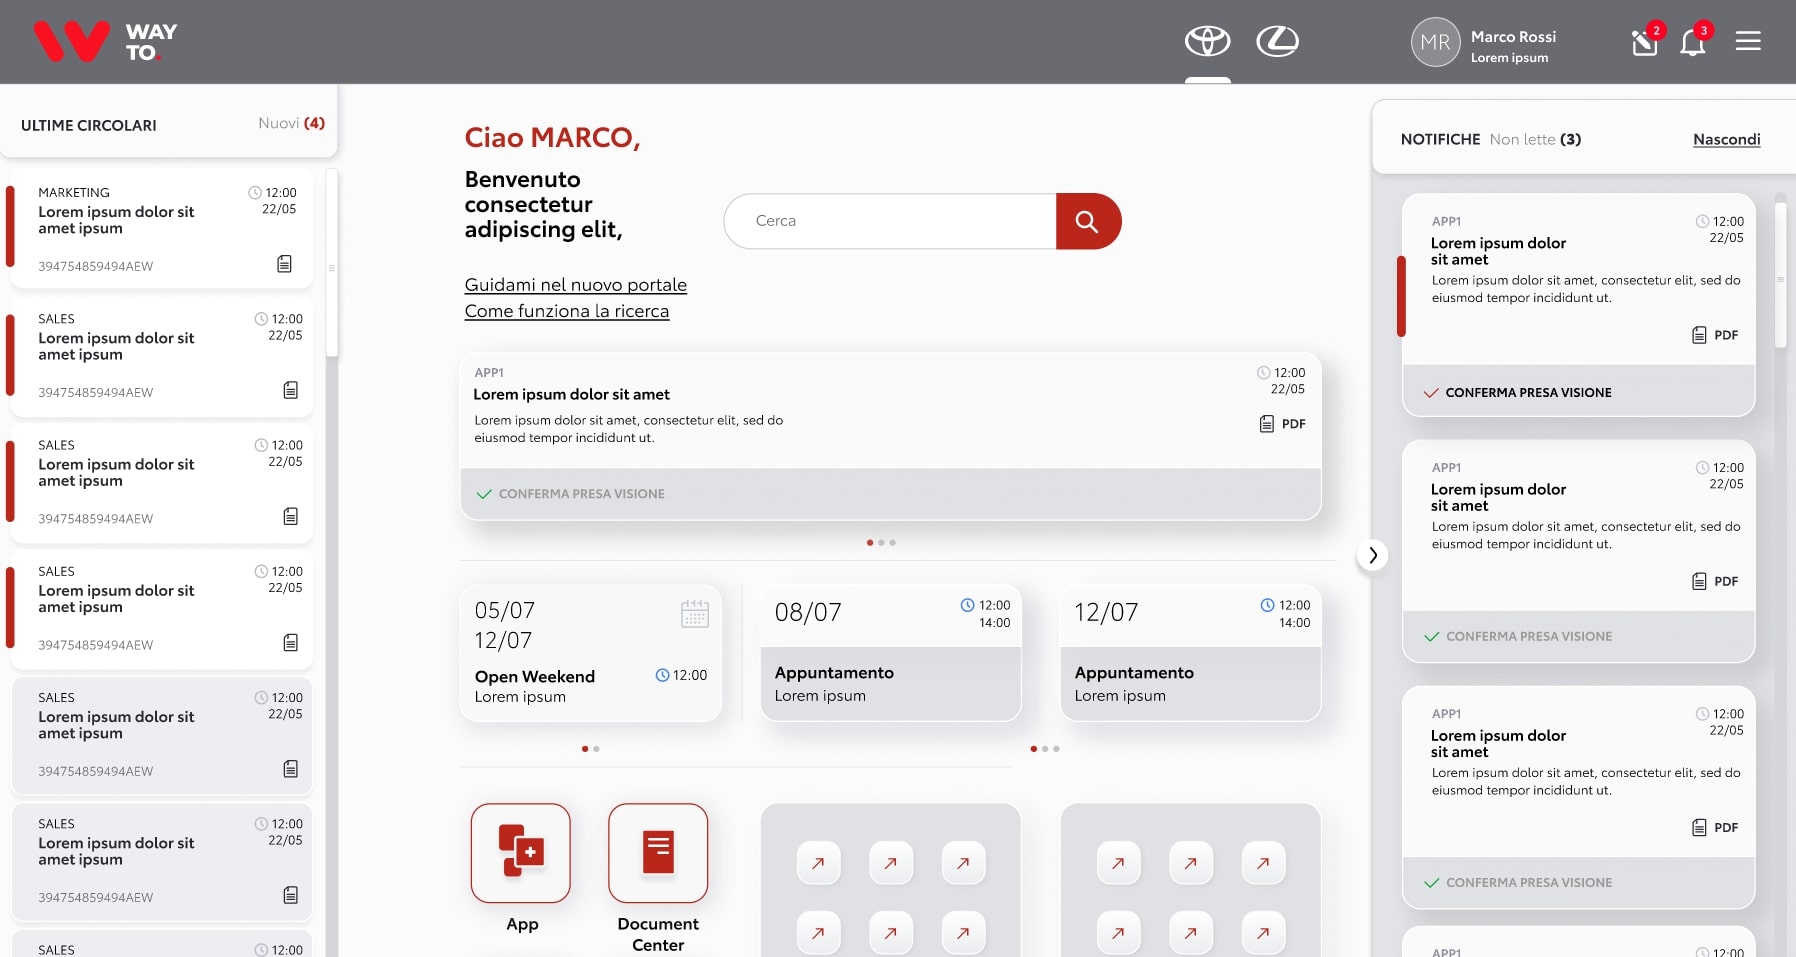 WAY
TO.
MR
Marco Rossi
Lorem ipsum
2
3
ULTIME CIRCOLARI
Nuovi (4)
MARKETING
12:00
Lorem ipsum dolor sit
22/05
amet ipsum
394754859494AEW
SALES
12:00
Lorem ipsum dolor sit
22/05
amet ipsum
394754859494AEW
SALES
12:00
Lorem ipsum dolor sit
22/05
amet ipsum
394754859494AEW
SALES
12:00
Lorem ipsum dolor sit
22/05
amet ipsum
394754859494AEW
SALES
12:00
Lorem ipsum dolor sit
22/05
amet ipsum
394754859494AEW
SALES
12:00
Lorem ipsum dolor sit
22/05
amet ipsum
394754859494AEW
SALES
12:00
Ciao MARCO,
Benvenuto
consectetur
adipiscing elit,
Cerca
Guidami nel nuovo portale
Come funziona la ricerca
APP1
12:00
Lorem ipsum dolor sit amet
22/05
Lorem ipsum dolor sit amet, consectetur elit, sed do
eiusmod tempor incididunt ut.
PDF
CONFERMA PRESA VISIONE
05/07
12/07
Open Weekend
12:00
Lorem ipsum
08/07
12:00
14:00
Appuntamento
Lorem ipsum
12/07
12:00
14:00
Appuntamento
Lorem ipsum
App
Document
Center
NOTIFICHE Non lette (3)
Nascondi
APP1
12:00
22/05
Lorem ipsum dolor
sit amet
Lorem ipsum dolor sit amet, consectetur elit, sed do
eiusmod tempor incididunt ut.
PDF
CONFERMA PRESA VISIONE
APP1
12:00
22/05
Lorem ipsum dolor
sit amet
Lorem ipsum dolor sit amet, consectetur elit, sed do
eiusmod tempor incididunt ut.
PDF
CONFERMA PRESA VISIONE
APP1
12:00
22/05
Lorem ipsum dolor
sit amet
Lorem ipsum dolor sit amet, consectetur elit, sed do
eiusmod tempor incididunt ut.
PDF
CONFERMA PRESA VISIONE
APP1
12:00